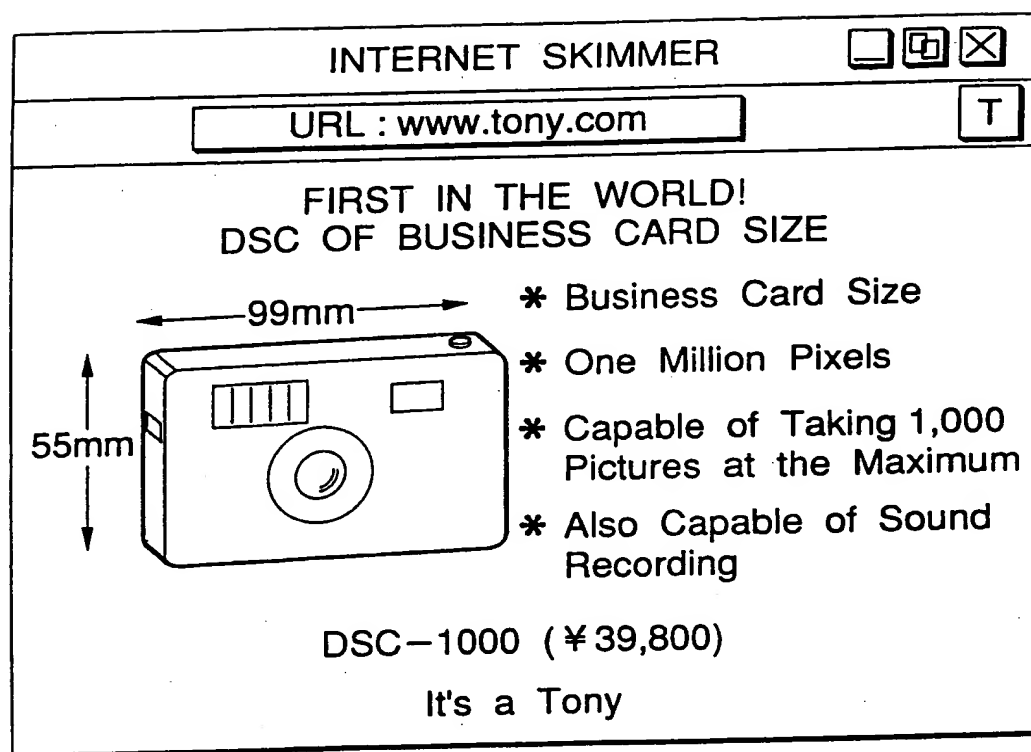 INTERNET SKIMMER
URL : www.tony.com
T
FIRST IN THE WORLD!
DSC OF BUSINESS CARD SIZE
99mm
55mm
* Business Card Size
* One Million Pixels
* Capable of Taking 1,000
Pictures at the Maximum
* Also Capable of Sound
Recording
DSC-1000 (¥39,800)
It's a Tony